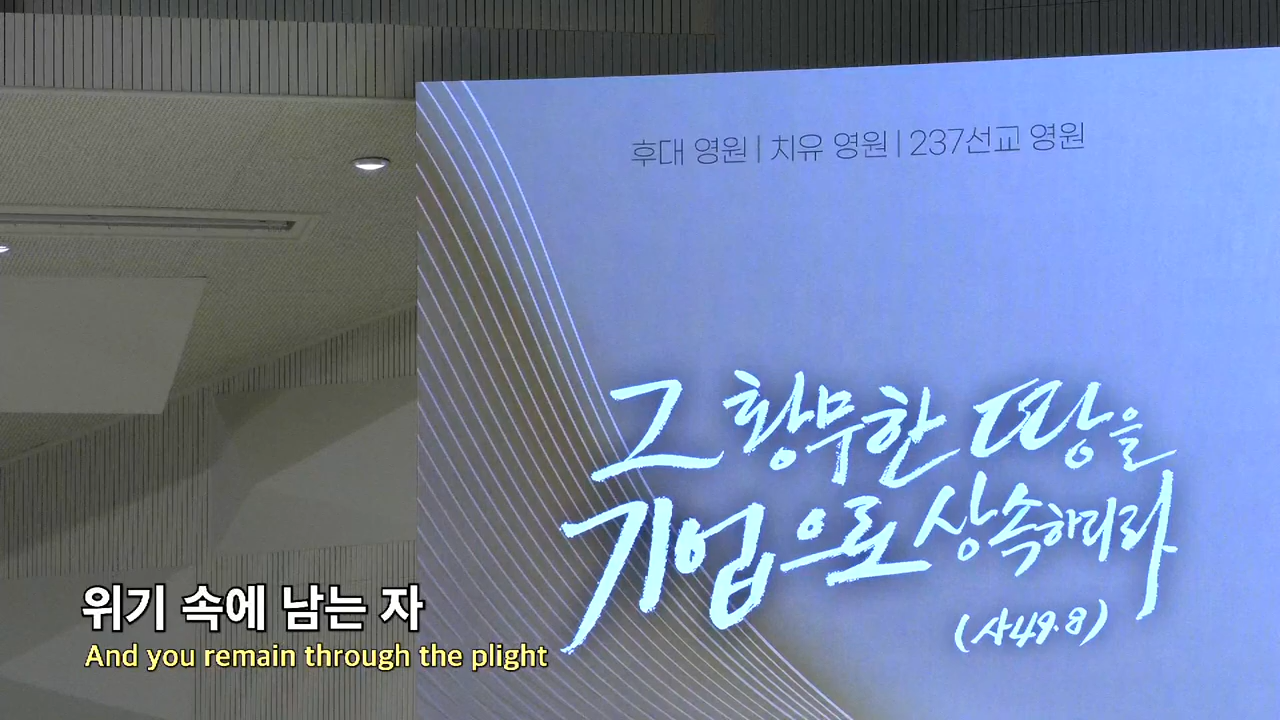 후대 영원 | 치유 영원 | 237선교 영원
그 황무한 땅을
기업으로 상속하리라
(사49:8)
위기 속에 남는 자
And you remain through the plight